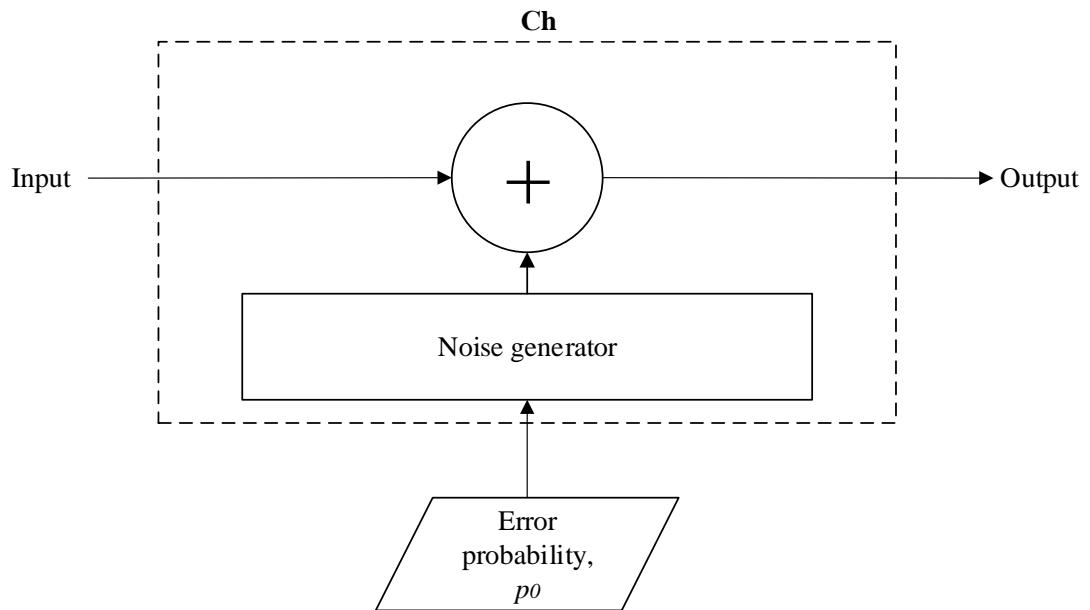 Ch
Input
+
Output
Noise generator
Error
probability,
p0